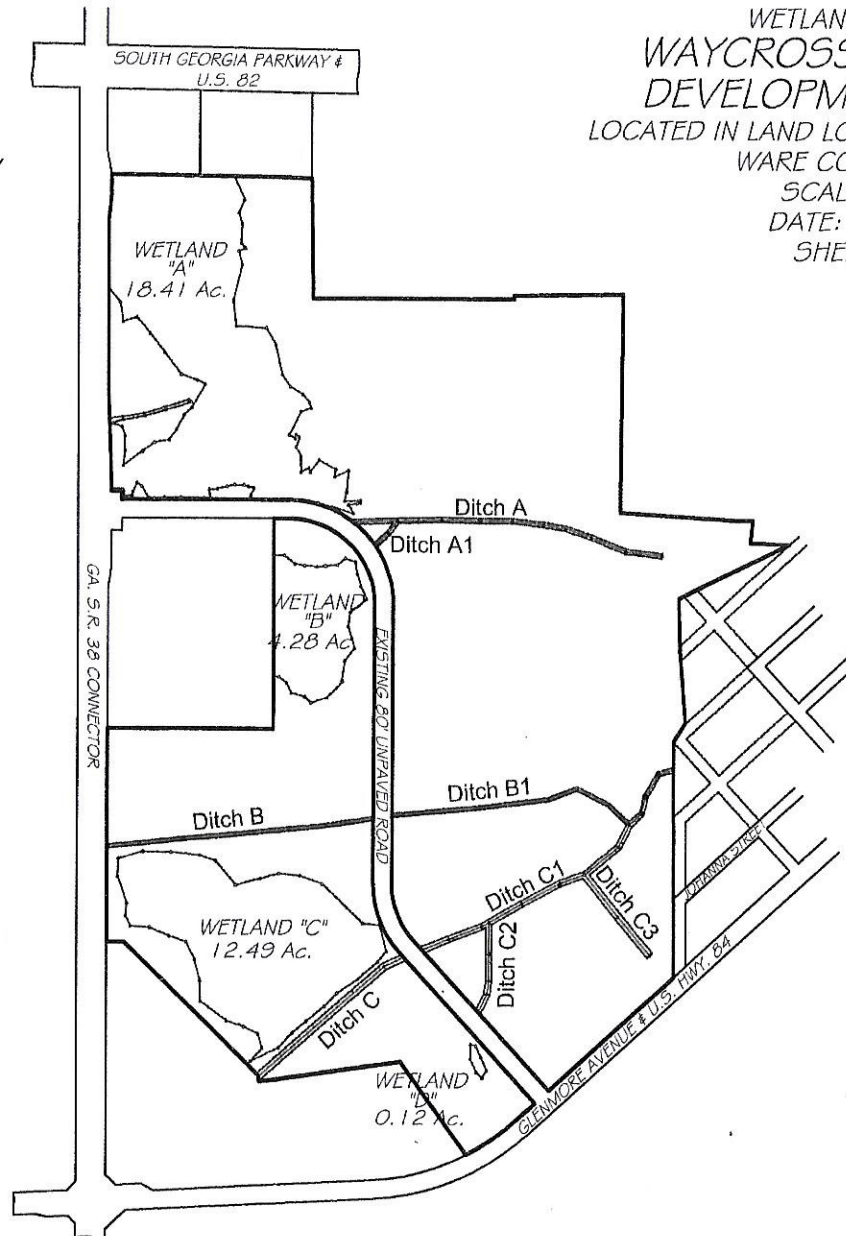 WETLAN
WAYCROSS
DEVELOPM
LOCATED IN LAND LO
WARE CO
SCAL
DATE:
SHE
SOUTH GEORGIA PARKWAY &
U.S. 82
WETLAND
"A"
18.41 Ac.
Ditch A
Ditch A1
WETLAND
"B"
4.28 Ac
GA. S.R. 38 CONNECTOR
EXISTING 80' UNPAVED ROAD
Ditch B
Ditch B1
JOHANNA STREET
Ditch C1
Ditch C3
WETLAND "C"
12.49 Ac.
Ditch C2
Ditch C
WETLAND
"D"
0.12 Ac.
GLENMORE AVENUE & U.S. HWY. 84